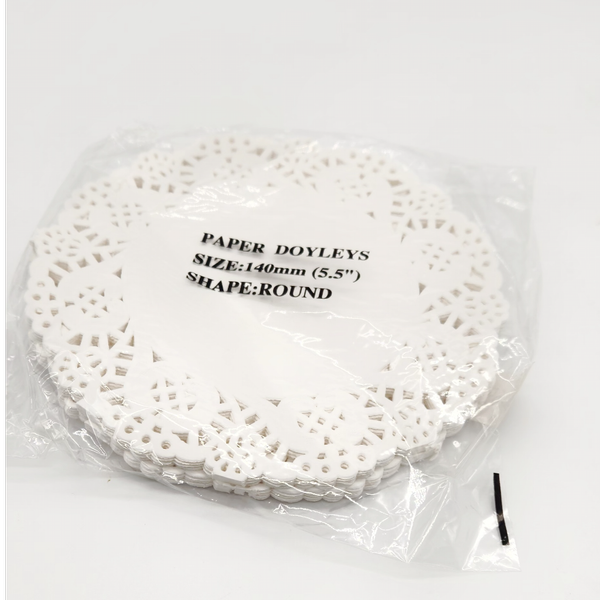 PAPER DOYLEYS
SIZE:140mm (5.5")
SHAPE:ROUND